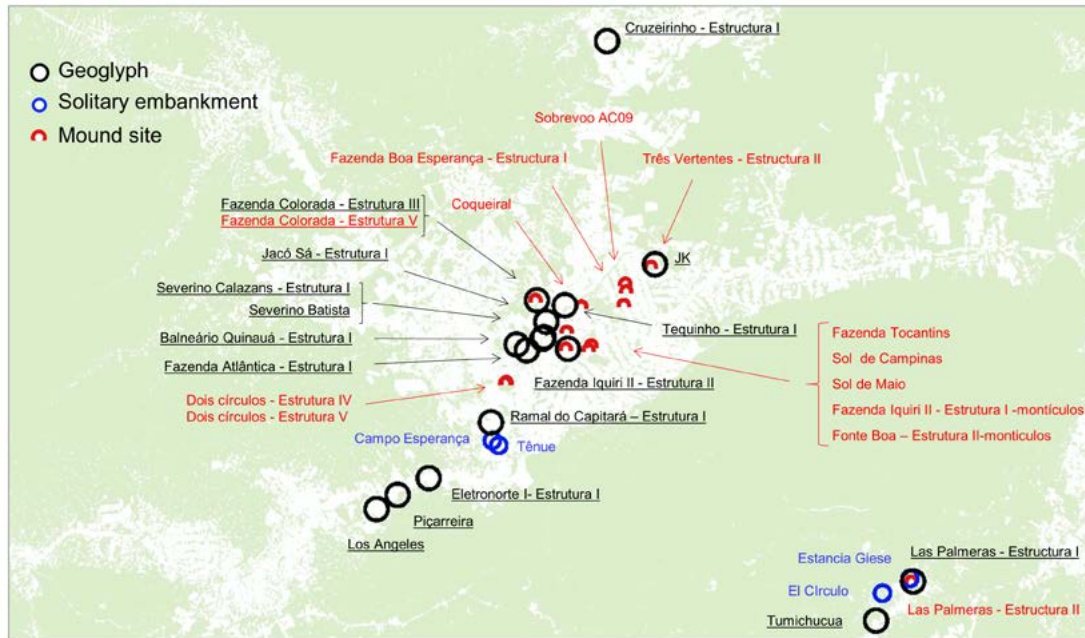 Cruzeirinho - Estructura I
Geoglyph
Solitary embankment
Mound site
Sobrevoo AC09
Fazenda Boa Esperança - Estructura I
Três Vertentes - Estructura II
Fazenda Colorada - Estrutura III
Fazenda Colorada - Estrutura V
Coqueiral
Jacó Sá - Estrutura I
JK
Severino Calazans - Estrutura I
Severino Batista
Tequinho - Estrutura I
Balneário Quinauá - Estrutura I
Fazenda Atlântica - Estrutura I
Fazenda Tocantins
Sol de Campinas
Sol de Maio
Fazenda Iquiri II - Estrutura I -montículos
Fonte Boa – Estrutura II-monticulos
Fazenda Iquiri II - Estrutura II
Dois círculos - Estrutura IV
Dois círculos - Estrutura V
Ramal do Capitará – Estrutura I
Campo Esperança
Tênue
Eletronorte I- Estrutura I
Piçarreira
Los Angeles
Estancia Giese
Las Palmeras - Estructura I
El CIrculo
Las Palmeras - Estructura II
Tumichucua